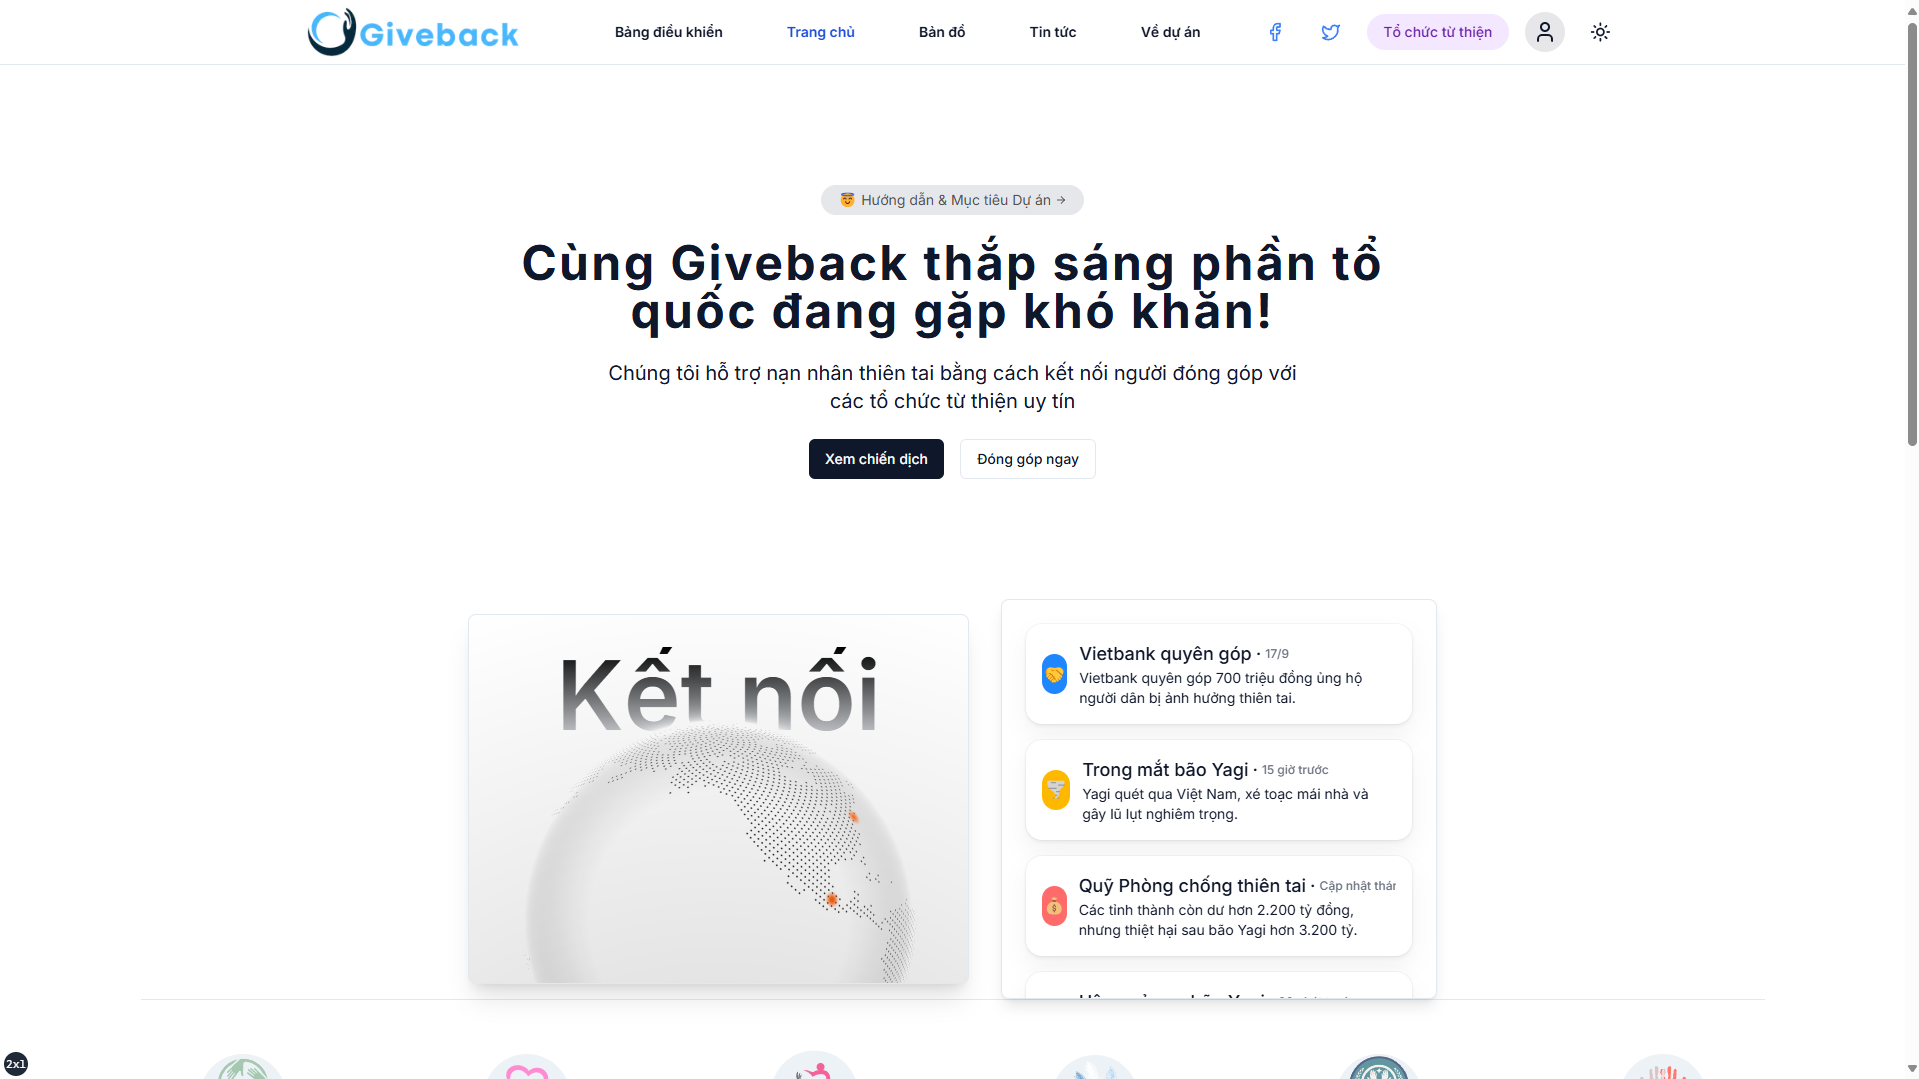 Giveback
Bảng điều khiển
Trang chủ
Bản đồ
Tin tức
Về dự án
Tổ chức từ thiện
Hướng dẫn & Mục tiêu Dự án →
Cùng Giveback thắp sáng phần tổ
quốc đang gặp khó khăn!
Chúng tôi hỗ trợ nạn nhân thiên tai bằng cách kết nối người đóng góp với
các tổ chức từ thiện uy tín
Xem chiến dịch
Đóng góp ngay
Kết nối
Vietbank quyên góp · 17/9
Vietbank quyên góp 700 triệu đồng ủng hộ
người dân bị ảnh hưởng thiên tai.
Trong mắt bão Yagi · 15 giờ trước
Yagi quét qua Việt Nam, xé toạc mái nhà và
gây lũ lụt nghiêm trọng.
Quỹ Phòng chống thiên tai · Cập nhật thán
Các tỉnh thành còn dư hơn 2.200 tỷ đồng,
nhưng thiệt hại sau bão Yagi hơn 3.200 tỷ.
2x1